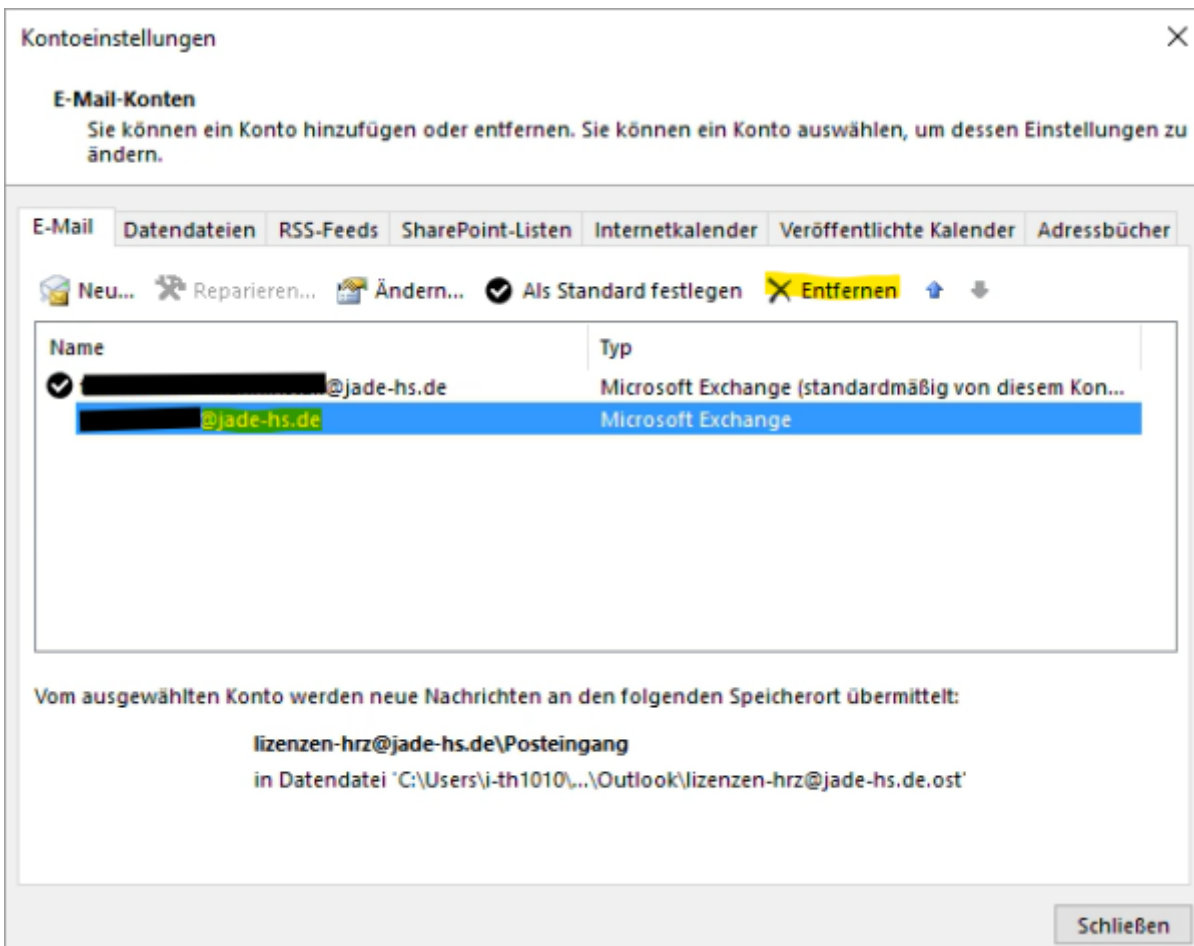 Kontoeinstellungen
E-Mail-Konten
Sie können ein Konto hinzufügen oder entfernen. Sie können ein Konto auswählen, um dessen Einstellungen zu
ändern.
E-Mail Datendateien RSS-Feeds SharePoint-Listen Internetkalender Veröffentlichte Kalender Adressbücher
Neu... Reparieren... Ändern... Als Standard festlegen Entfernen
Name Typ
@jade-hs.de Microsoft Exchange (standardmäßig von diesem Kon...
@jade-hs.de Microsoft Exchange
Vom ausgewählten Konto werden neue Nachrichten an den folgenden Speicherort übermittelt:
lizenzen-hrz@jade-hs.de\Posteingang
in Datendatei 'C:\Users\i-th1010\...\Outlook\lizenzen-hrz@jade-hs.de.ost'
Schließen